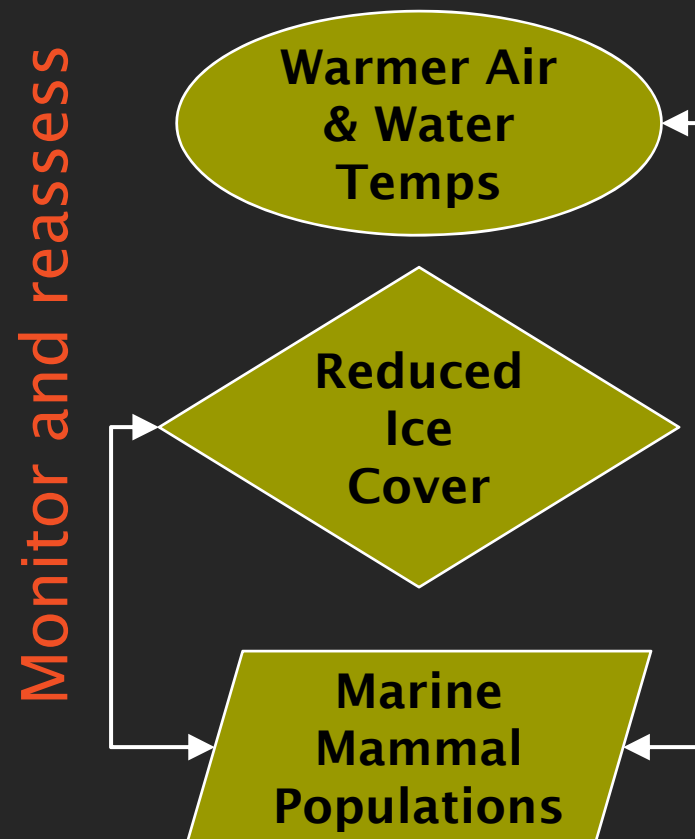 Monitor and reassess
Warmer Air
& Water
Temps
Reduced
Ice
Cover
Marine
Mammal
Populations